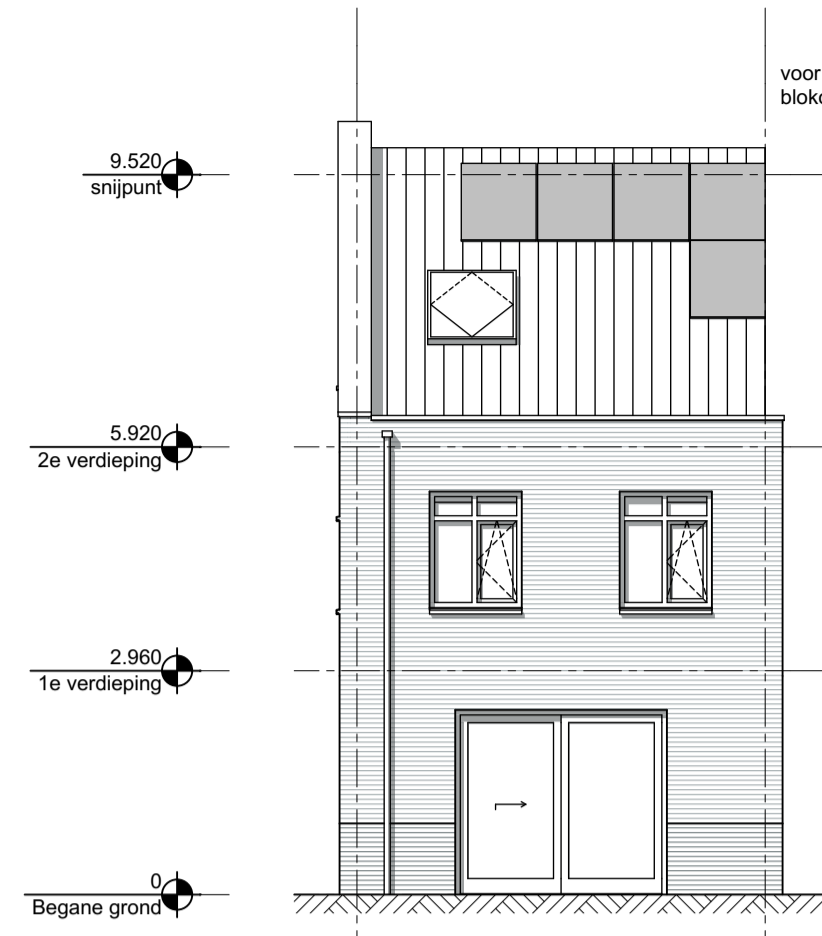 voor
9.520
snijpunt
5.920
2e verdieping
2.960
1e verdieping
0
Begane grond